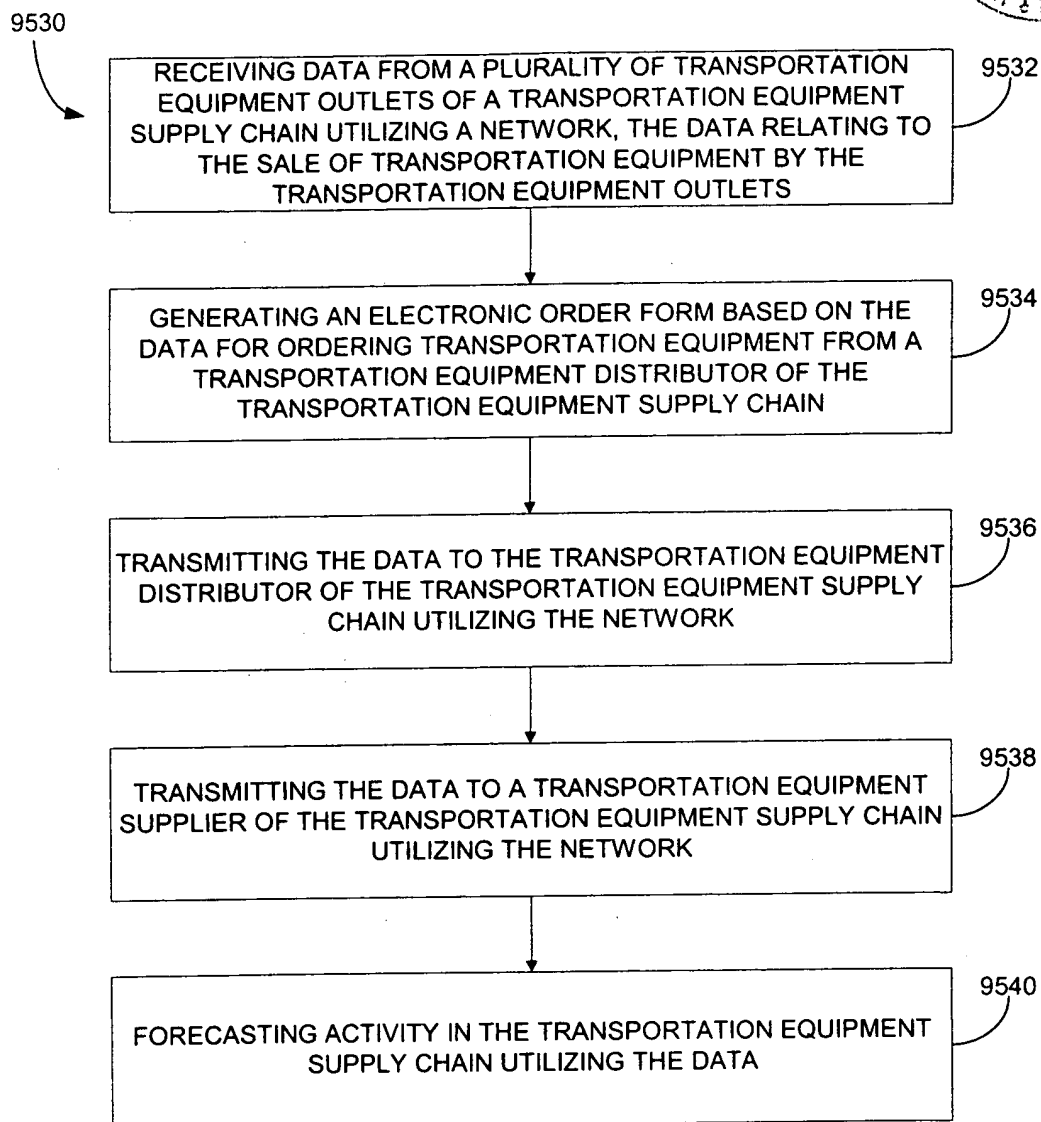 9530
RECEIVING DATA FROM A PLURALITY OF TRANSPORTATION
EQUIPMENT OUTLETS OF A TRANSPORTATION EQUIPMENT
SUPPLY CHAIN UTILIZING A NETWORK, THE DATA RELATING TO
THE SALE OF TRANSPORTATION EQUIPMENT BY THE
TRANSPORTATION EQUIPMENT OUTLETS
9532
GENERATING AN ELECTRONIC ORDER FORM BASED ON THE
DATA FOR ORDERING TRANSPORTATION EQUIPMENT FROM A
TRANSPORTATION EQUIPMENT DISTRIBUTOR OF THE
TRANSPORTATION EQUIPMENT SUPPLY CHAIN
9534
TRANSMITTING THE DATA TO THE TRANSPORTATION EQUIPMENT
DISTRIBUTOR OF THE TRANSPORTATION EQUIPMENT SUPPLY
CHAIN UTILIZING THE NETWORK
9536
TRANSMITTING THE DATA TO A TRANSPORTATION EQUIPMENT
SUPPLIER OF THE TRANSPORTATION EQUIPMENT SUPPLY CHAIN
UTILIZING THE NETWORK
9538
FORECASTING ACTIVITY IN THE TRANSPORTATION EQUIPMENT
SUPPLY CHAIN UTILIZING THE DATA
9540